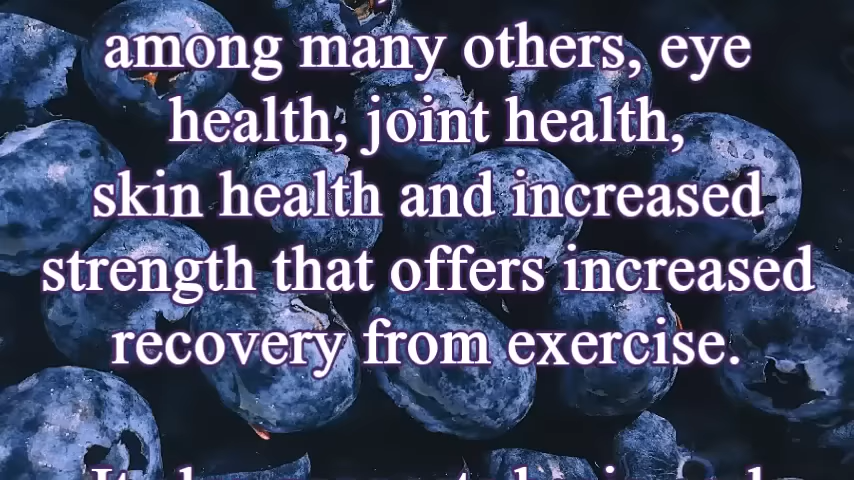 among many others, eye
health, joint health,
skin health and increased
strength that offers increased
recovery from exercise.